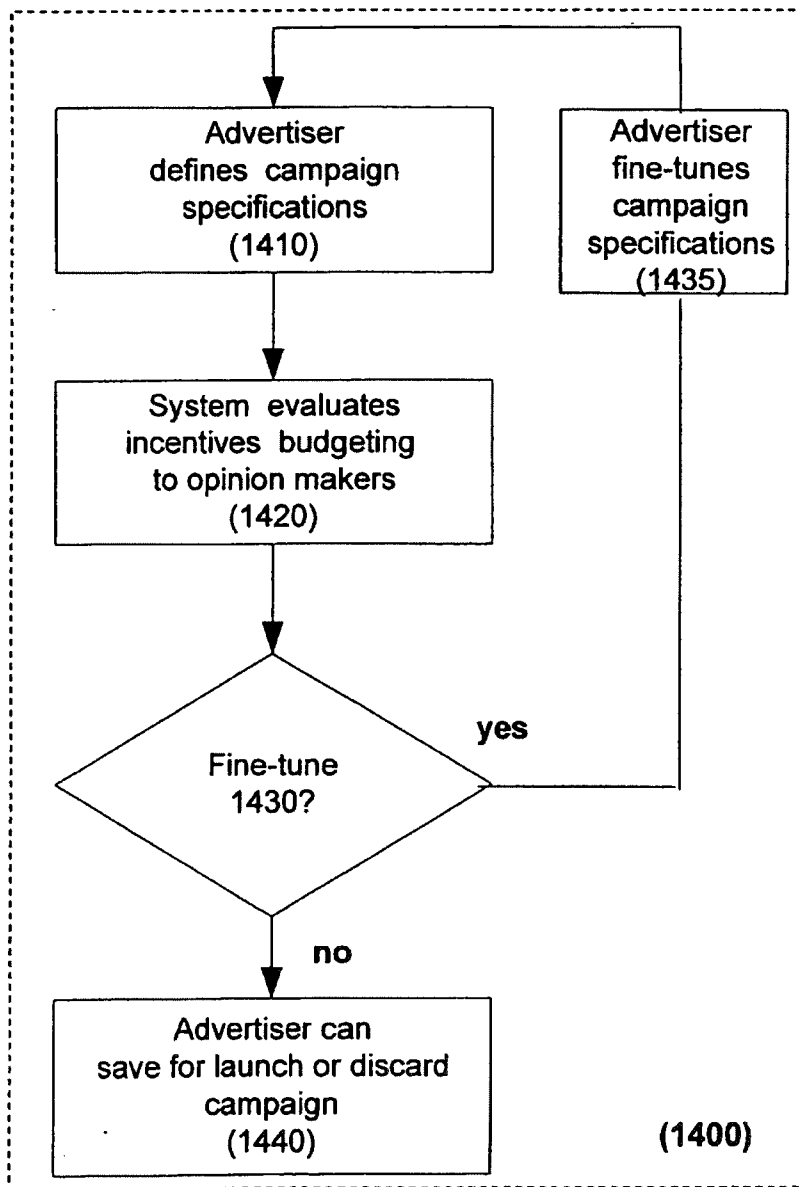 Advertiser
defines campaign
specifications
(1410)
Advertiser
fine-tunes
campaign
specifications
(1435)
System evaluates
incentives budgeting
to opinion makers
(1420)
yes
Fine-tune
1430?
no
Advertiser can
save for launch or discard
campaign
(1440)
(1400)